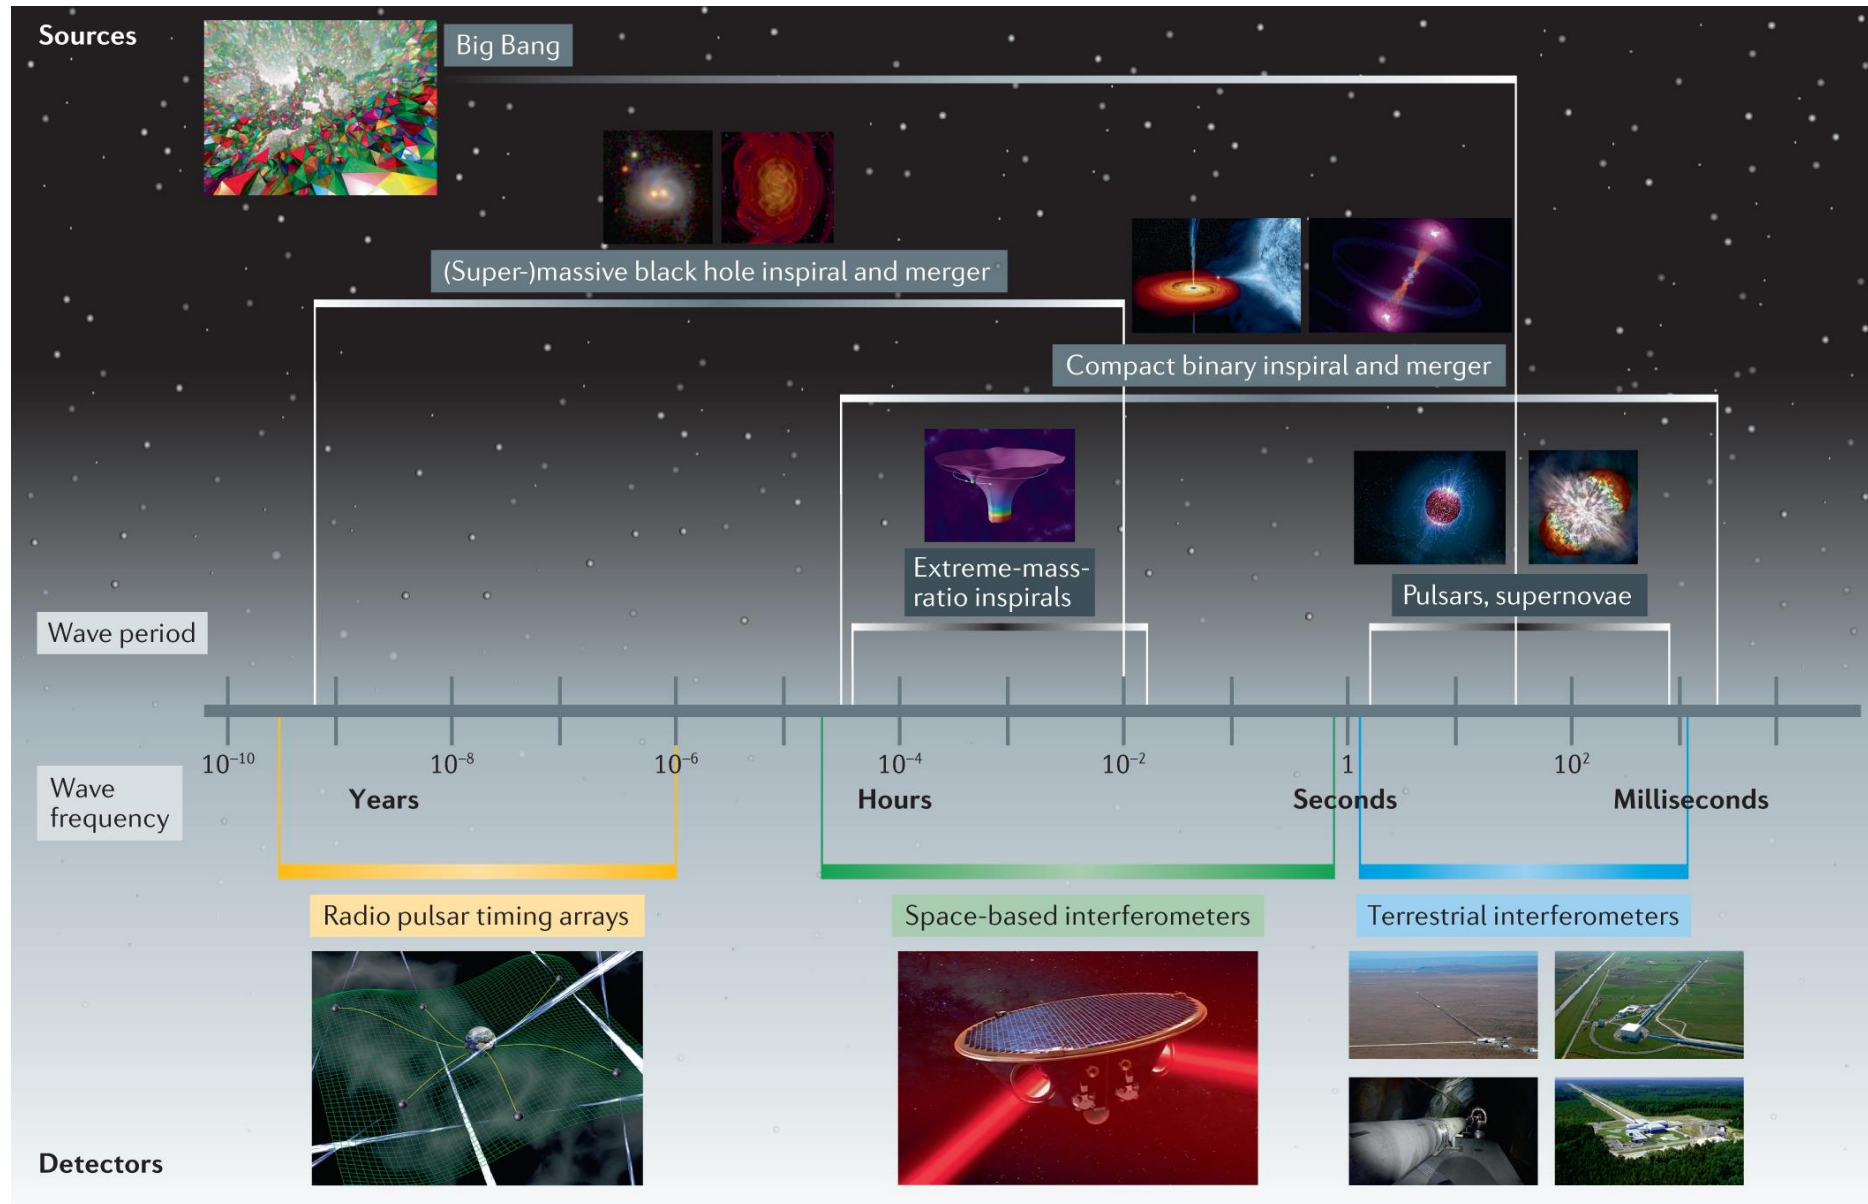 Sources
Big Bang
(Super-)massive black hole inspiral and merger
Compact binary inspiral and merger
Extreme-mass-
ratio inspirals
Pulsars, supernovae
Wave period
10⁻¹⁰ 10⁻⁸ 10⁻⁶ 10⁻⁴ 10⁻² 1 10²
Wave
frequency
Years Hours Seconds Milliseconds
Radio pulsar timing arrays
Space-based interferometers
Terrestrial interferometers
Detectors